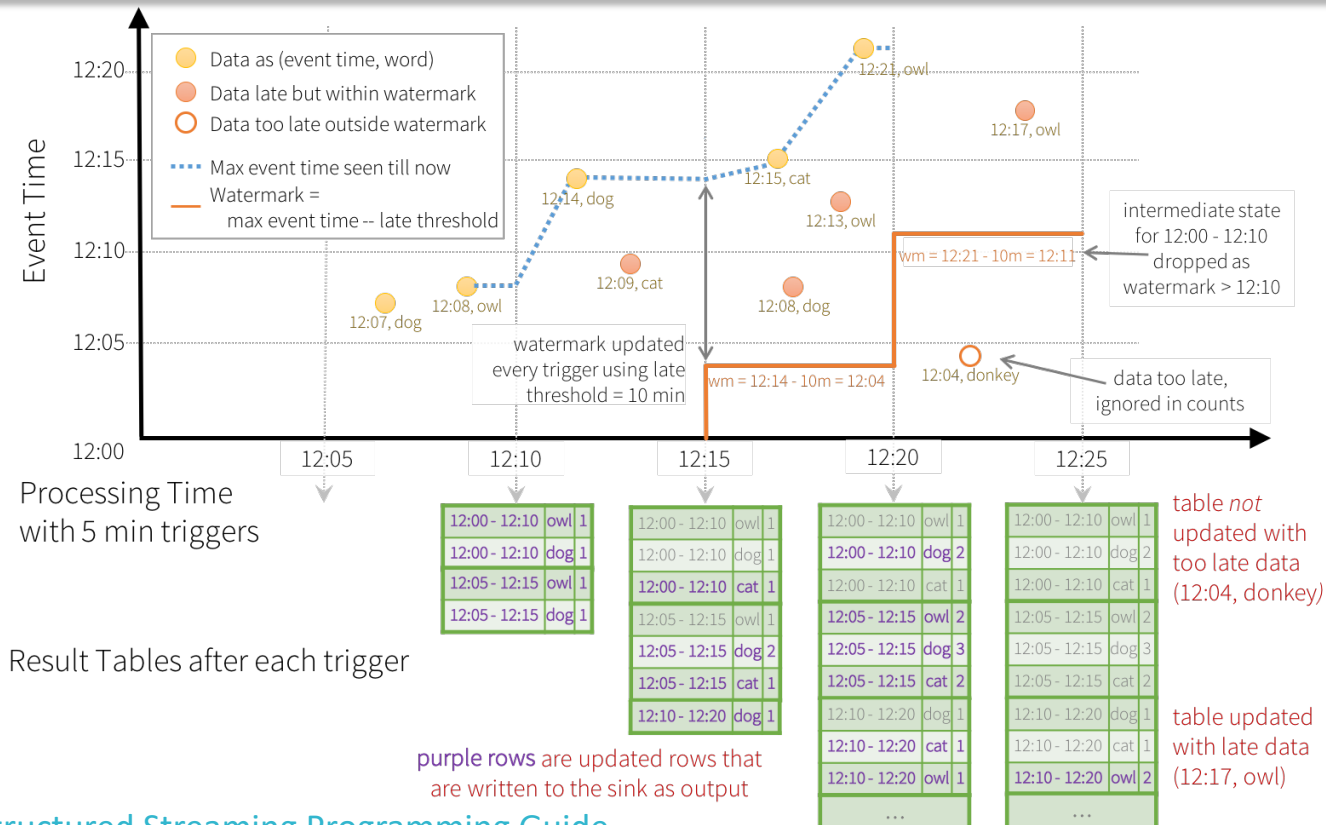 Data as (event time, word)
Data late but within watermark
Data too late outside watermark
Max event time seen till now
Watermark =
max event time -- late threshold
Event Time
12:20
12:15
12:10
12:05
12:00
12:07, dog
12:08, owl
12:14, dog
12:09, cat
12:15, cat
12:08, dog
12:13, owl
12:21, owl
12:17, owl
12:04, donkey
watermark updated
every trigger using late
threshold = 10 min
wm = 12:14 - 10m = 12:04
wm = 12:21 - 10m = 12:11
intermediate state
for 12:00 - 12:10
dropped as
watermark > 12:10
data too late,
ignored in counts
12:05
12:10
12:15
12:20
12:25
Processing Time
with 5 min triggers
Result Tables after each trigger
12:00 - 12:10 owl 1
12:00 - 12:10 dog 1
12:05 - 12:15 owl 1
12:05 - 12:15 dog 1
12:00 - 12:10 owl 1
12:00 - 12:10 dog 1
12:00 - 12:10 cat 1
12:05 - 12:15 owl 1
12:05 - 12:15 dog 2
12:05 - 12:15 cat 1
12:10 - 12:20 dog 1
12:00 - 12:10 owl 1
12:00 - 12:10 dog 2
12:00 - 12:10 cat 1
12:05 - 12:15 owl 2
12:05 - 12:15 dog 3
12:05 - 12:15 cat 2
12:10 - 12:20 dog 1
12:10 - 12:20 cat 1
12:10 - 12:20 owl 1
...
12:00 - 12:10 owl 1
12:00 - 12:10 dog 2
12:00 - 12:10 cat 1
12:05 - 12:15 owl 2
12:05 - 12:15 dog 3
12:05 - 12:15 cat 2
12:10 - 12:20 dog 1
12:10 - 12:20 cat 1
12:10 - 12:20 owl 2
...
table not
updated with
too late data
(12:04, donkey)
table updated
with late data
(12:17, owl)
purple rows are updated rows that
are written to the sink as output
tructured Streaming Programming Guide